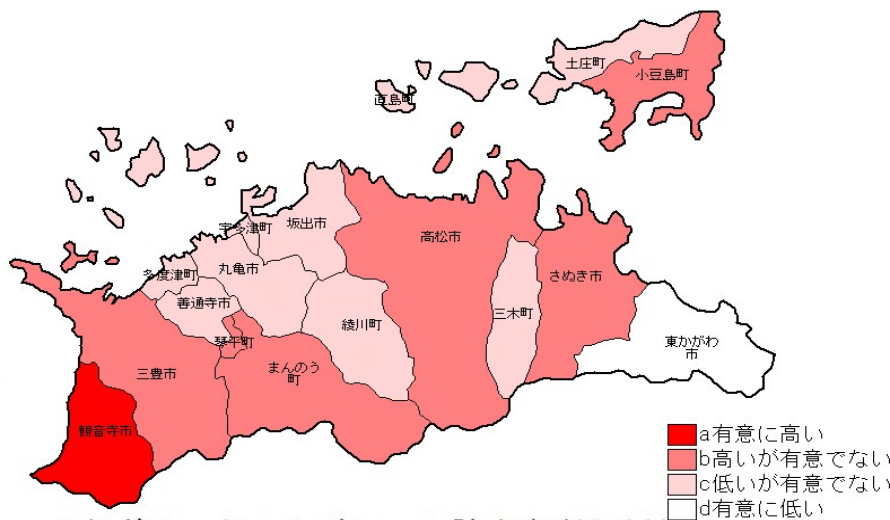 土庄町
小豆島町
直島町
宇多津町
坂出市
高松市
多度津町
丸亀市
さぬき市
善通寺市
綾川町
三木町
琴平町
東かがわ
市
三豊市
まんのう
町
観音寺市
a有意に高い
b高いが有意でない
c低いが有意でない
d有意に低い